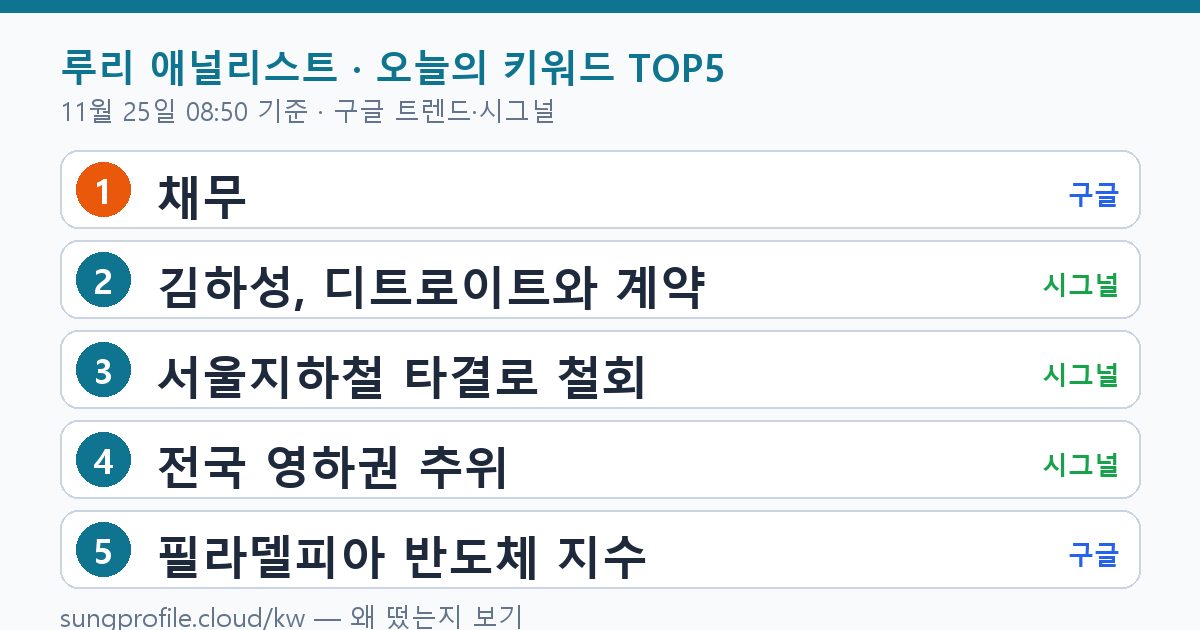 루리 애널리스트 · 오늘의 키워드 TOP5
11월 25일 08:50 기준 · 구글 트렌드·시그널
1 채무 구글
2 김하성, 디트로이트와 계약 시그널
3 서울지하철 타결로 철회 시그널
4 전국 영하권 추위 시그널
5 필라델피아 반도체 지수 구글
sungprofile.cloud/kw — 왜 떴는지 보기